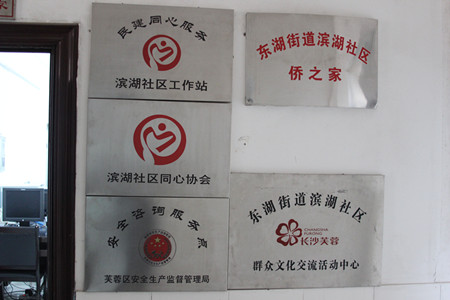 民建同心服务
滨湖社区工作站
滨湖社区同心协会
安全咨询服务点
芙蓉区安全生产监督管理局
东湖街道滨湖社区
侨之家
东湖街道滨湖社区
CHANGSHA
FURONG
长沙芙蓉
群众文化交流活动中心